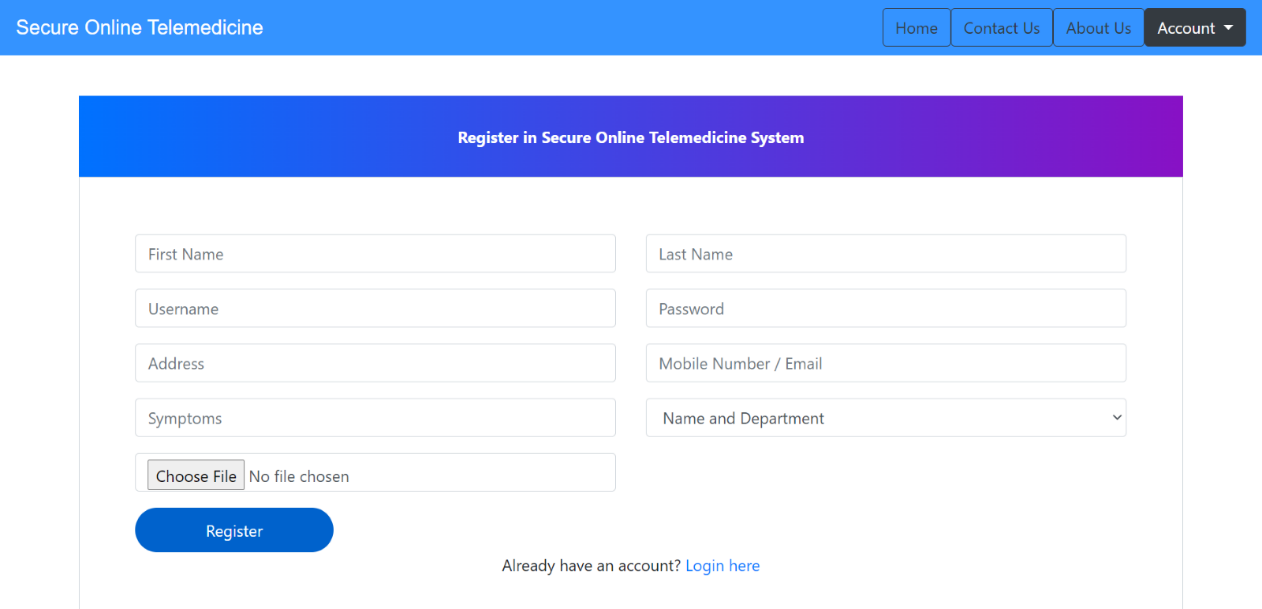 Secure Online Telemedicine Home Contact Us About Us Account
Register in Secure Online Telemedicine System
First Name Last Name
Username Password
Address Mobile Number / Email
Symptoms Name and Department
Choose File No file chosen
Register
Already have an account? Login here